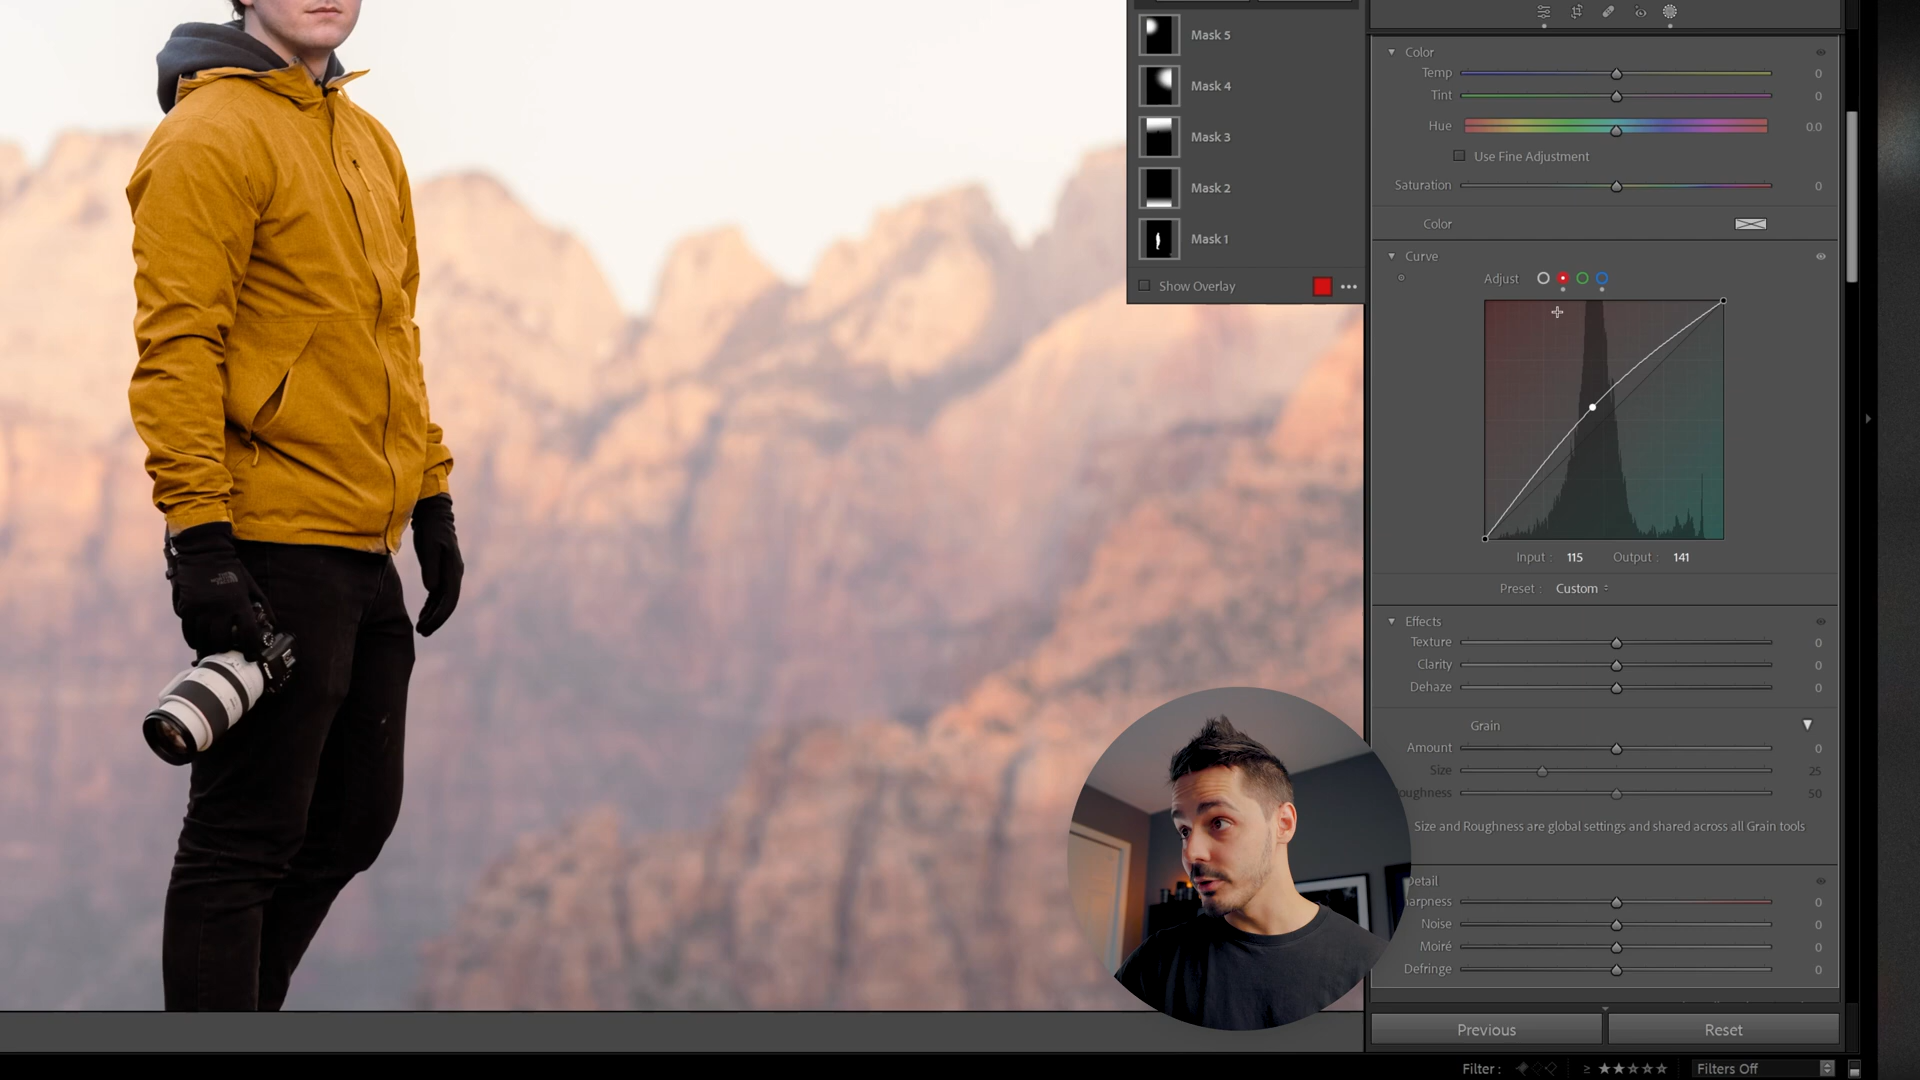 Mask 5
Mask 4
Mask 3
Mask 2
Mask 1
Show Overlay
Color
Temp 0
Tint 0
Hue 0.0
Use Fine Adjustment
Saturation 0
Color
Curve
Adjust
Input : 115 Output : 141
Preset : Custom
Effects
Texture 0
Clarity 0
Dehaze 0
Grain
Amount 0
Size 25
oughness 50
Size and Roughness are global settings and shared across all Grain tools
Detail
arpness 0
Noise 0
Moiré 0
Defringe 0
Previous Reset
Filter : ≥ ★★★★★ Filters Off